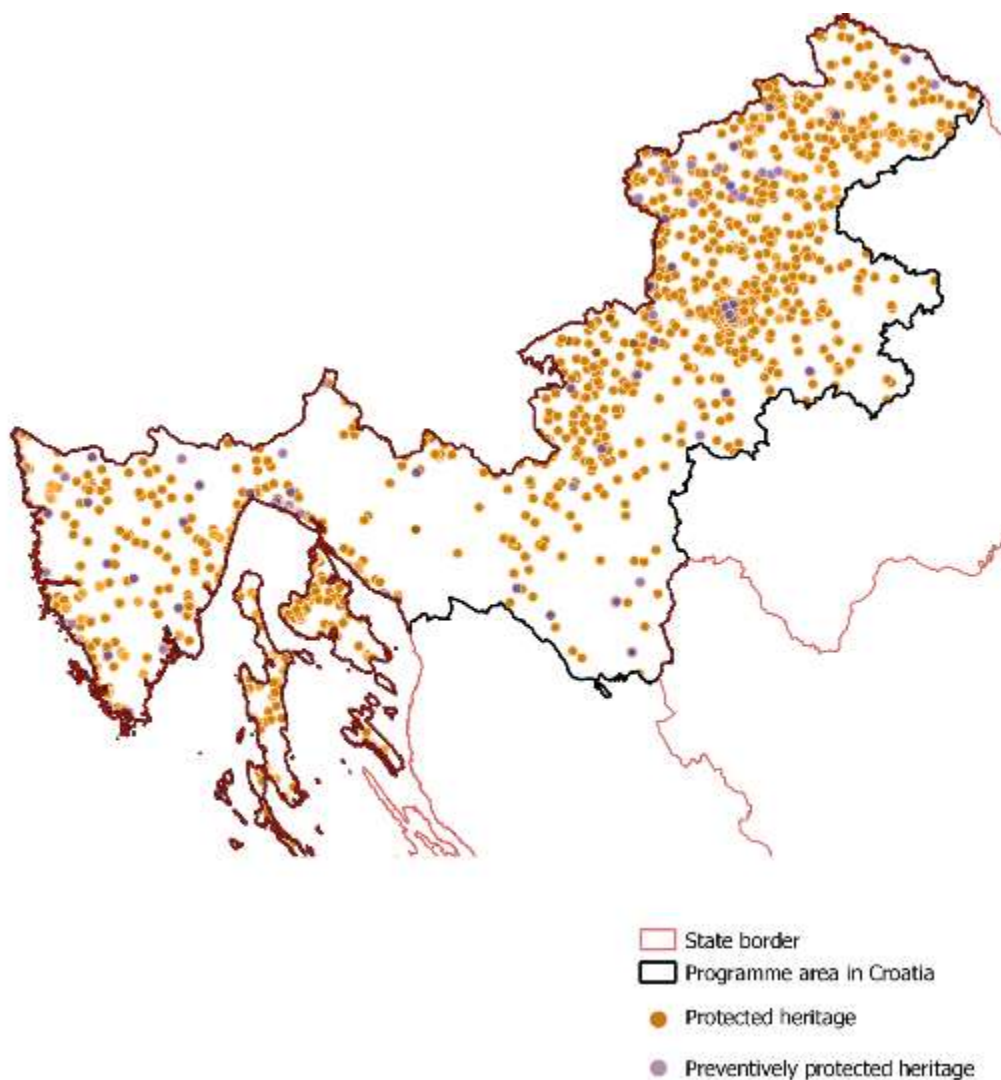 State border
Programme area in Croatia
Protected heritage
Preventively protected heritage